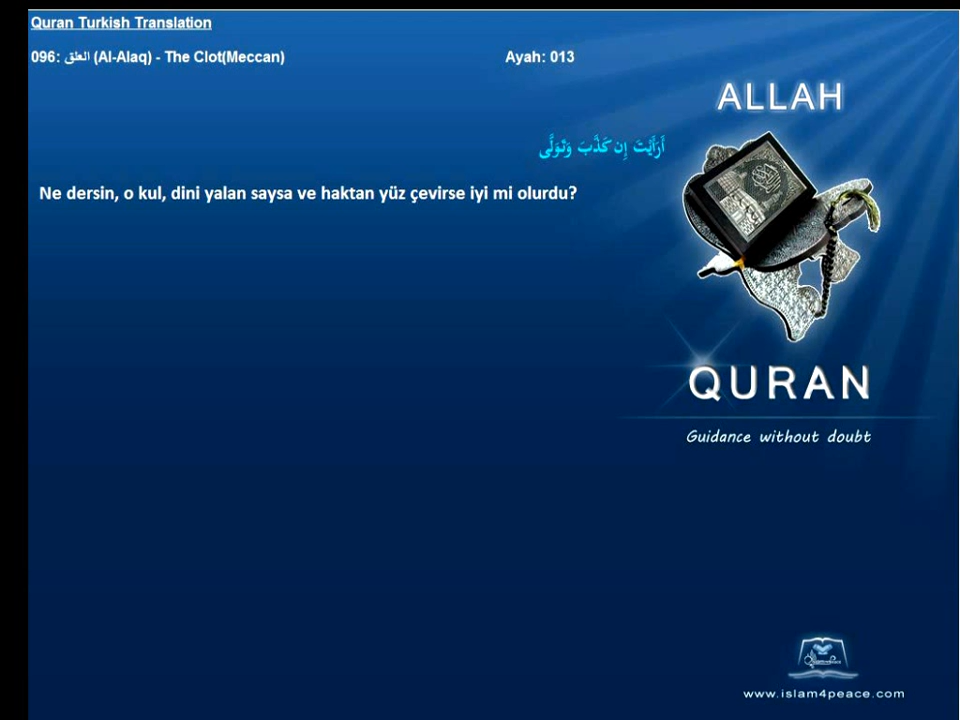 Quran Turkish Translation
096: العلق (Al-Alaq) - The Clot(Meccan) Ayah: 013
ALLAH
أَرَأَيْتَ إِن كَذَّبَ وَتَوَلَّى
Ne dersin, o kul, dini yalan saysa ve haktan yüz çevirse iyi mi olurdu?
QURAN
Guidance without doubt
www.islam4peace.com